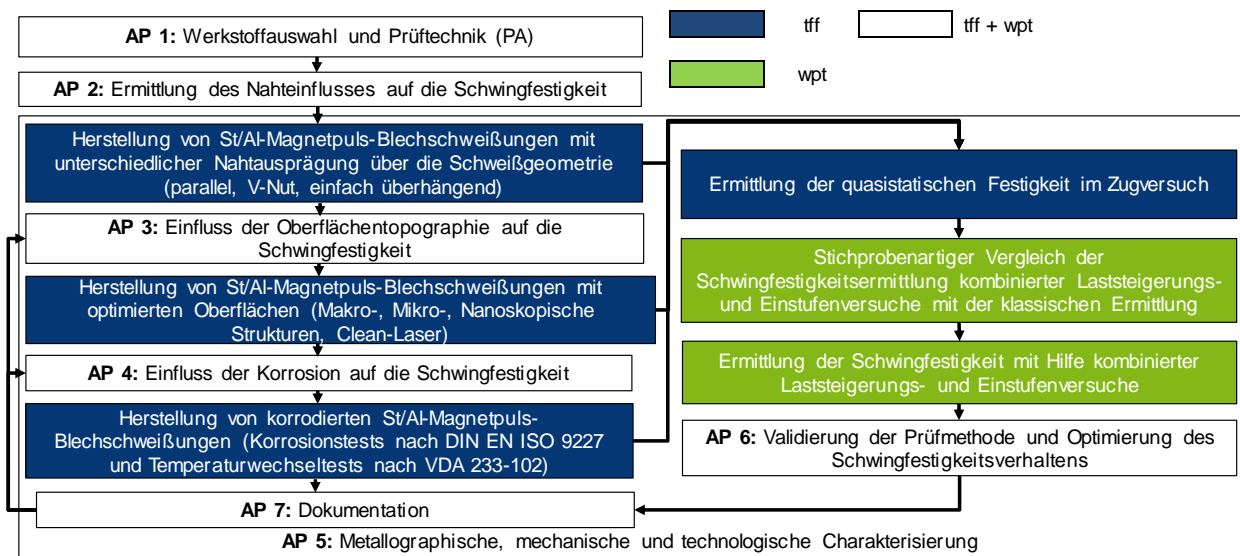 AP 1: Werkstoffauswahl und Prüftechnik (PA)
tff
tff + wpt
wpt
AP 2: Ermittlung des Nahteinflusses auf die Schwingfestigkeit
Herstellung von St/Al-Magnetpuls-Blechschweißungen mit
unterschiedlicher Nahtausprägung über die Schweißgeometrie
(parallel, V-Nut, einfach überhängend)
AP 3: Einfluss der Oberflächentopographie auf die
Schwingfestigkeit
Herstellung von St/Al-Magnetpuls-Blechschweißungen mit
optimierten Oberflächen (Makro-, Mikro-, Nanoskopische
Strukturen, Clean-Laser)
AP 4: Einfluss der Korrosion auf die Schwingfestigkeit
Herstellung von korrodierten St/Al-Magnetpuls-
Blechschweißungen (Korrosionstests nach DIN EN ISO 9227
und Temperaturwechseltests nach VDA 233-102)
AP 7: Dokumentation
Ermittlung der quasistatischen Festigkeit im Zugversuch
Stichprobenartiger Vergleich der
Schwingfestigkeitsermittlung kombinierter Laststeigerungs-
und Einstufenversuche mit der klassischen Ermittlung
Ermittlung der Schwingfestigkeit mit Hilfe kombinierter
Laststeigerungs- und Einstufenversuche
AP 6: Validierung der Prüfmethode und Optimierung des
Schwingfestigkeitsverhaltens
AP 5: Metallographische, mechanische und technologische Charakterisierung